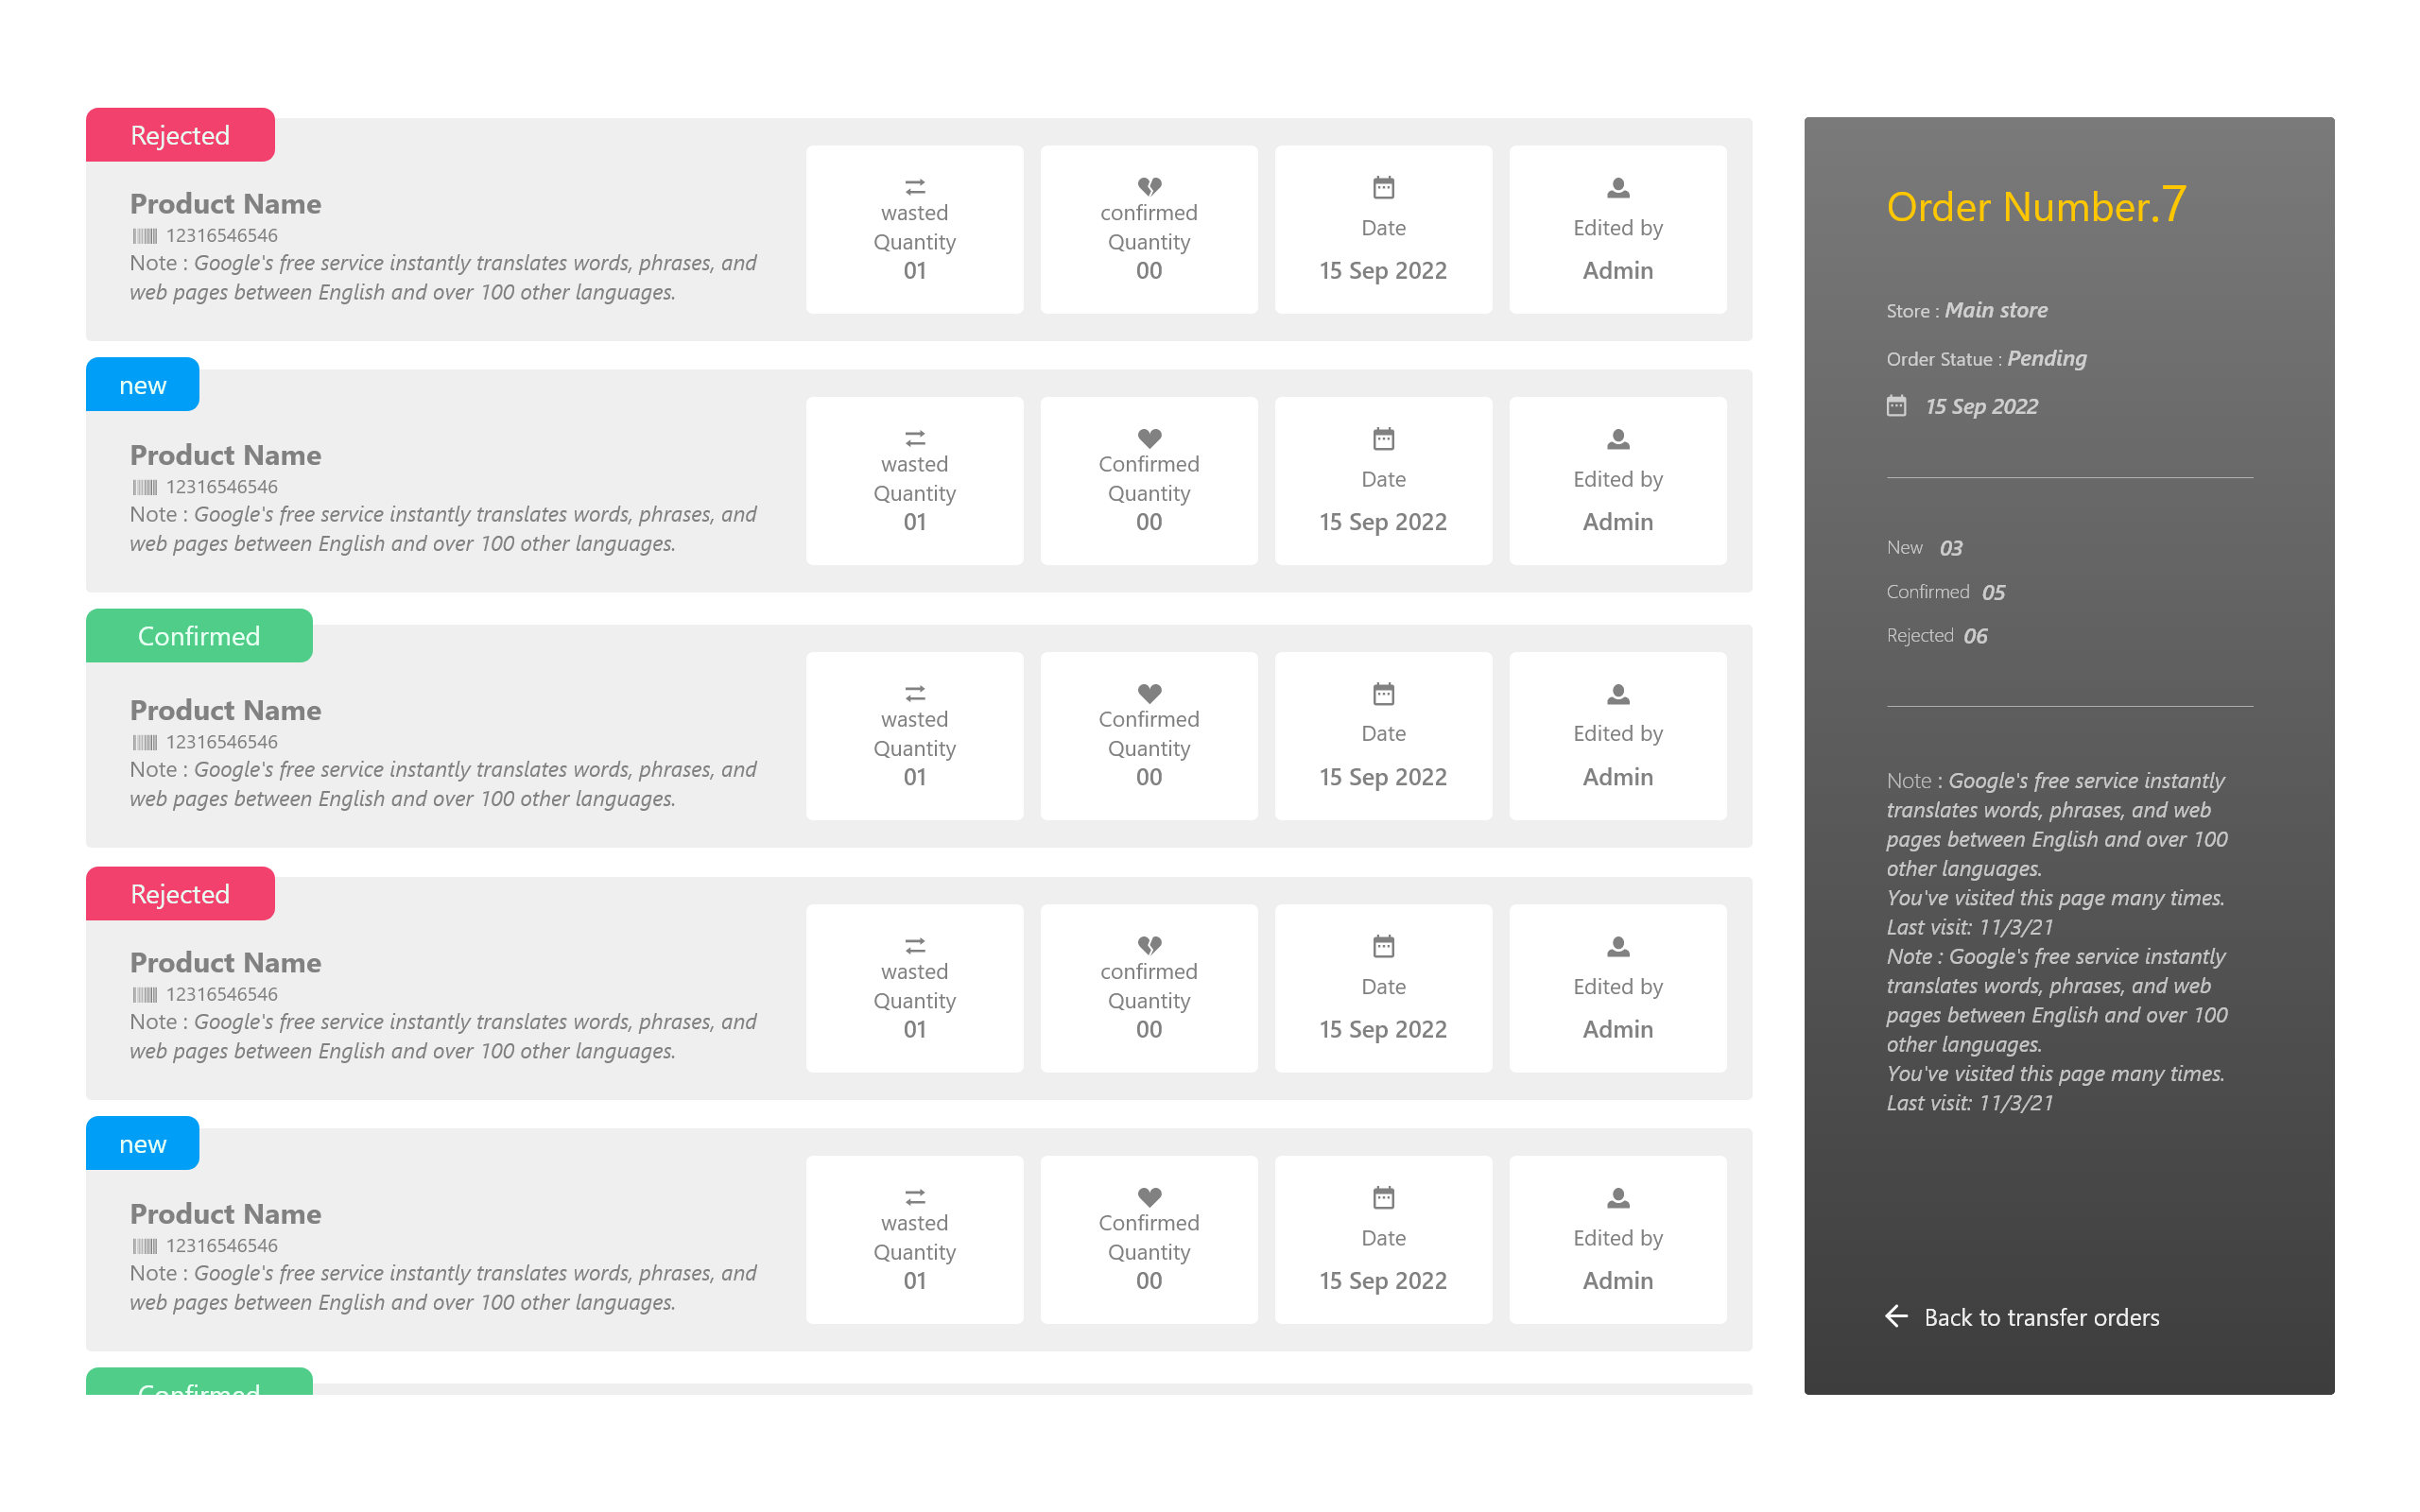 Rejected
Product Name
12316546546
Note : Google's free service instantly translates words, phrases, and
web pages between English and over 100 other languages.
wasted
Quantity
01
confirmed
Quantity
00
Date
15 Sep 2022
Edited by
Admin
new
Product Name
12316546546
Note : Google's free service instantly translates words, phrases, and
web pages between English and over 100 other languages.
wasted
Quantity
01
Confirmed
Quantity
00
Date
15 Sep 2022
Edited by
Admin
Confirmed
Product Name
12316546546
Note : Google's free service instantly translates words, phrases, and
web pages between English and over 100 other languages.
wasted
Quantity
01
Confirmed
Quantity
00
Date
15 Sep 2022
Edited by
Admin
Rejected
Product Name
12316546546
Note : Google's free service instantly translates words, phrases, and
web pages between English and over 100 other languages.
wasted
Quantity
01
confirmed
Quantity
00
Date
15 Sep 2022
Edited by
Admin
new
Product Name
12316546546
Note : Google's free service instantly translates words, phrases, and
web pages between English and over 100 other languages.
wasted
Quantity
01
Confirmed
Quantity
00
Date
15 Sep 2022
Edited by
Admin
Confirmed
Order Number.7
Store : Main store
Order Statue : Pending
15 Sep 2022
New 03
Confirmed 05
Rejected 06
Note : Google's free service instantly
translates words, phrases, and web
pages between English and over 100
other languages.
You've visited this page many times.
Last visit: 11/3/21
Note : Google's free service instantly
translates words, phrases, and web
pages between English and over 100
other languages.
You've visited this page many times.
Last visit: 11/3/21
Back to transfer orders